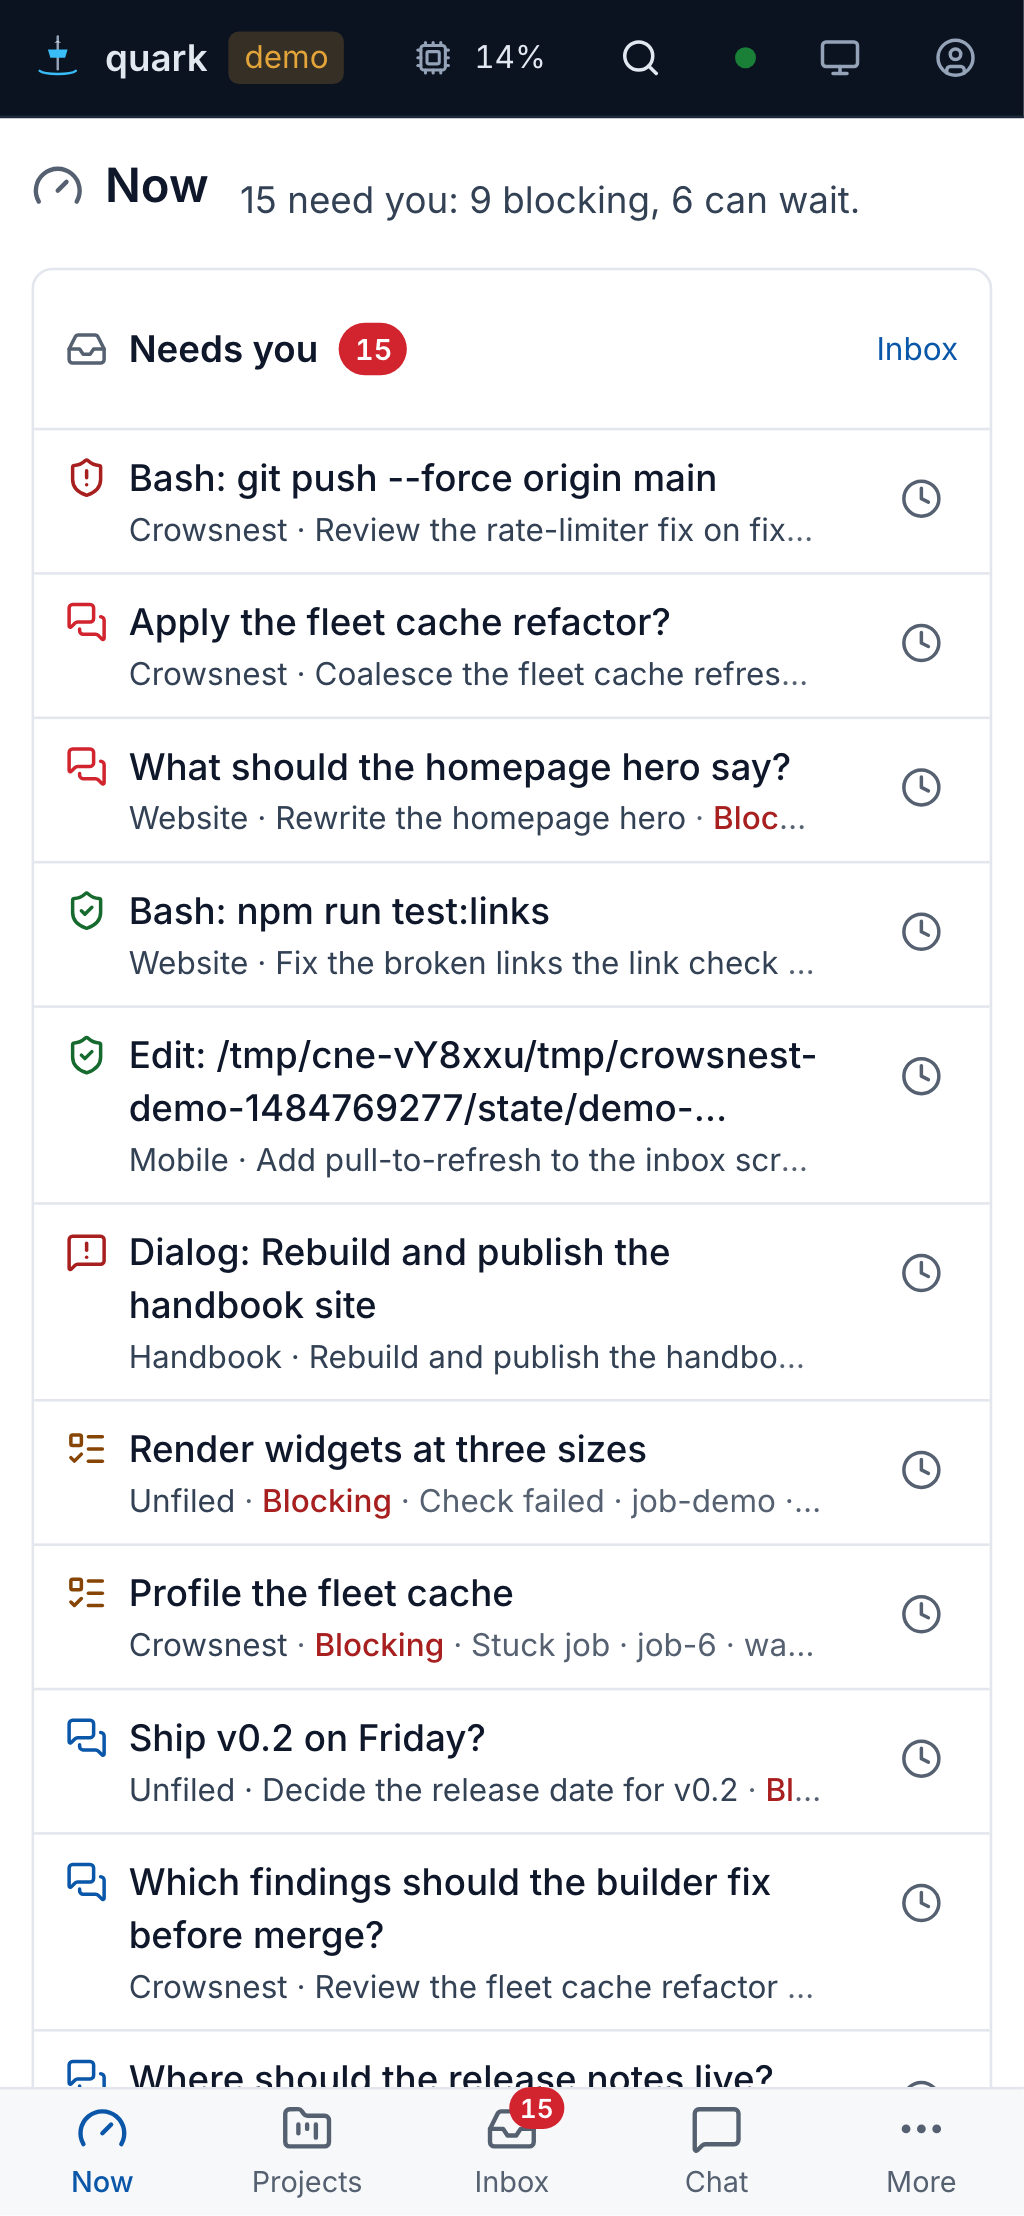 quark demo 14%
Now 15 need you: 9 blocking, 6 can wait.
Needs you 15 Inbox
Bash: git push --force origin main
Crowsnest · Review the rate-limiter fix on fix...
Apply the fleet cache refactor?
Crowsnest · Coalesce the fleet cache refres...
What should the homepage hero say?
Website · Rewrite the homepage hero · Bloc...
Bash: npm run test:links
Website · Fix the broken links the link check ...
Edit: /tmp/cne-vY8xxu/tmp/crowsnest-
demo-1484769277/state/demo-...
Mobile · Add pull-to-refresh to the inbox scr...
Dialog: Rebuild and publish the
handbook site
Handbook · Rebuild and publish the handbo...
Render widgets at three sizes
Unfiled · Blocking · Check failed · job-demo ·...
Profile the fleet cache
Crowsnest · Blocking · Stuck job · job-6 · wa...
Ship v0.2 on Friday?
Unfiled · Decide the release date for v0.2 · Bl...
Which findings should the builder fix
before merge?
Crowsnest · Review the fleet cache refactor ...
Where should the release notes live?
15
Now Projects Inbox Chat More